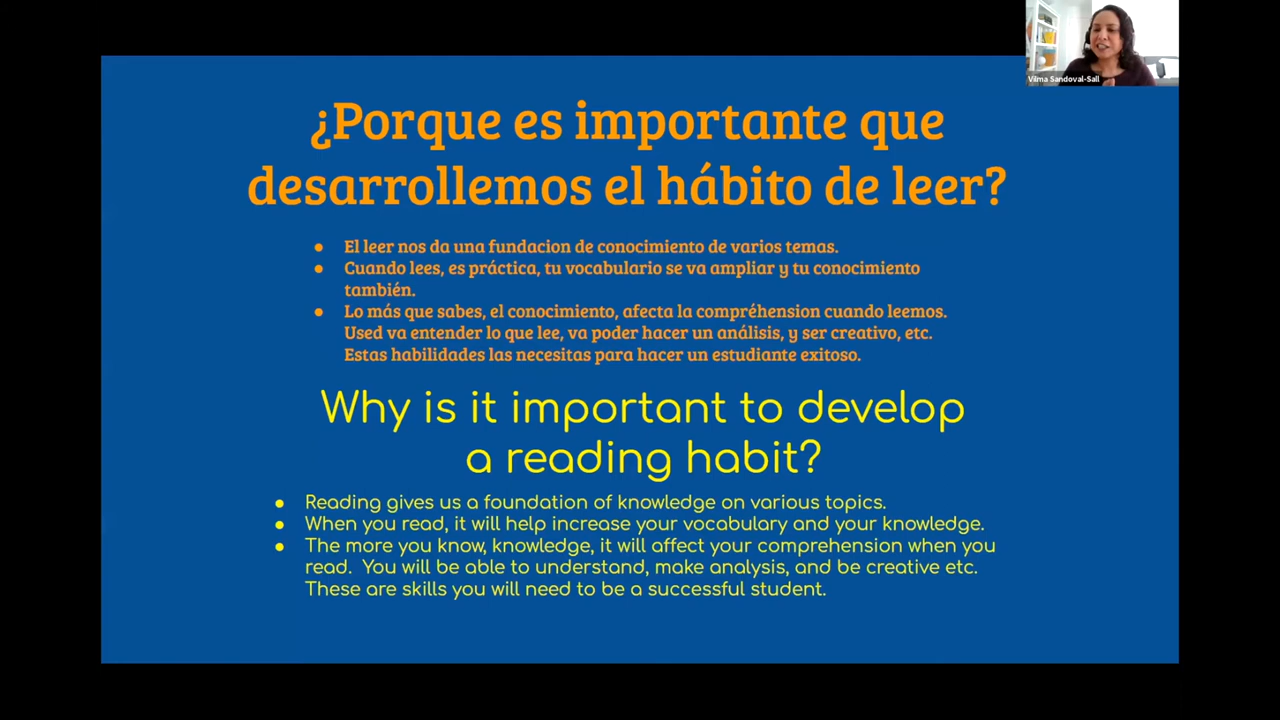 Vilma Sandoval-Sall
¿Porque es importante que
desarrollemos el hábito de leer?
● El leer nos da una fundacion de conocimiento de varios temas.
● Cuando lees, es práctica, tu vocabulario se va ampliar y tu conocimiento
también.
● Lo más que sabes, el conocimiento, afecta la compréhension cuando leemos.
Used va entender lo que lee, va poder hacer un análisis, y ser creativo, etc.
Estas habilidades las necesitas para hacer un estudiante exitoso.
Why is it important to develop
a reading habit?
● Reading gives us a foundation of knowledge on various topics.
● When you read, it will help increase your vocabulary and your knowledge.
● The more you know, knowledge, it will affect your comprehension when you
read. You will be able to understand, make analysis, and be creative etc.
These are skills you will need to be a successful student.